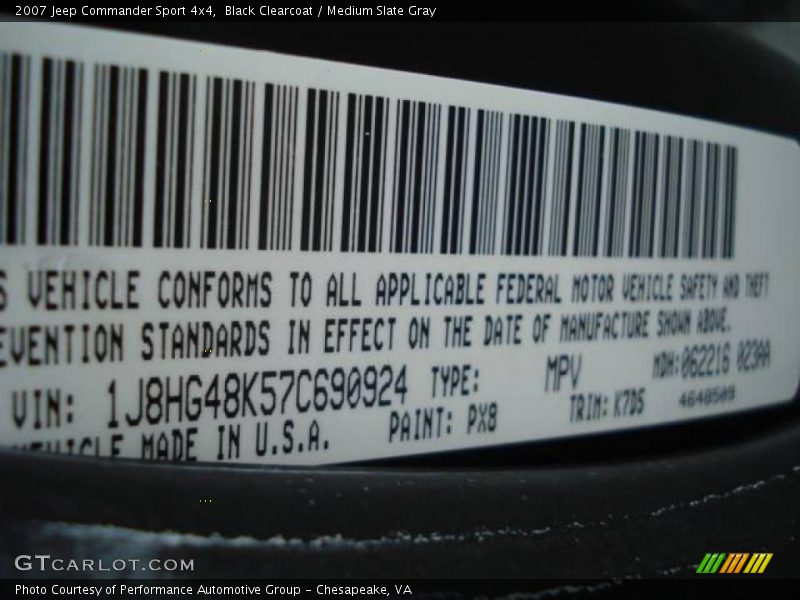 2007 Jeep Commander Sport 4x4, Black Clearcoat / Medium Slate Gray
S VEHICLE CONFORMS TO ALL APPLICABLE FEDERAL MOTOR VEHICLE SAFETY AND THEFT
EVENTION STANDARDS IN EFFECT ON THE DATE OF MANUFACTURE SHOWN ABOVE.
VIN: 1J8HG48K57C690924 TYPE: MPV MDH:062216 023AA
VEHICLE MADE IN U.S.A. PAINT: PX8 TRIM: K7D5 4648509
GTCARLOT.COM
Photo Courtesy of Performance Automotive Group - Chesapeake, VA